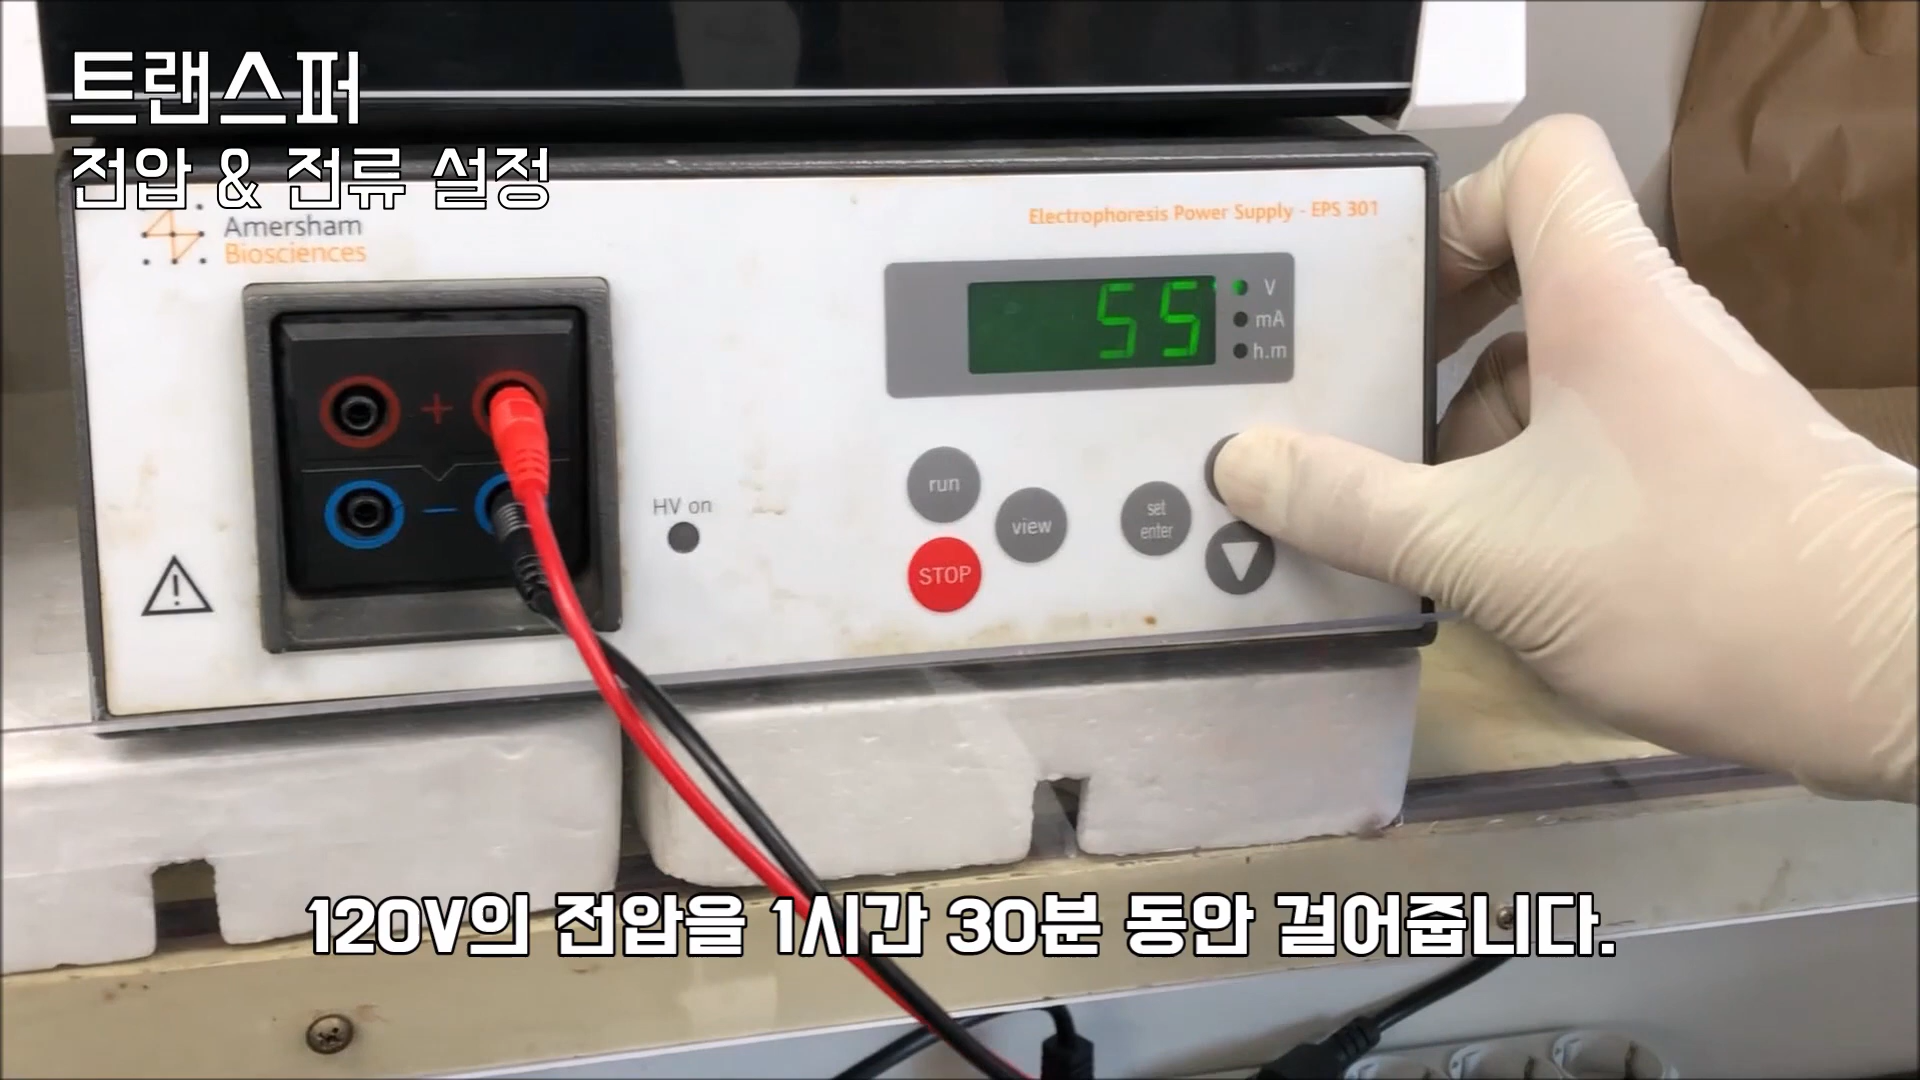 트랜스퍼
전압 & 전류 설정
Amersham
Biosciences
Electrophoresis Power Supply - EPS 301
55
V
mA
h.m
+
−
HV on
run
view
set
enter
STOP
120V의 전압을 1시간 30분 동안 걸어줍니다.